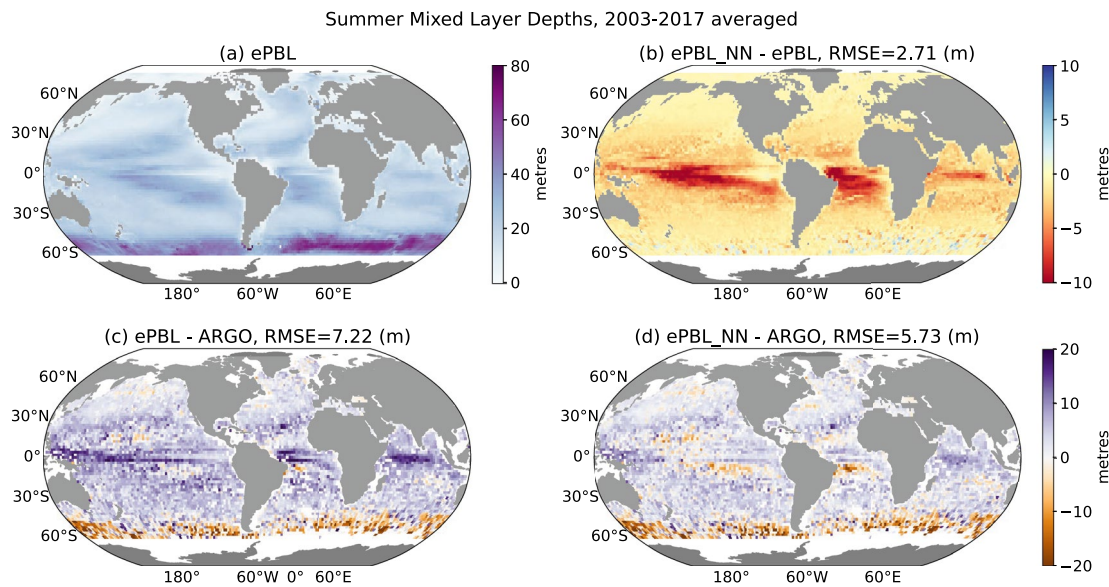 Summer Mixed Layer Depths, 2003-2017 averaged
(a) ePBL
60°N
30°N
0°
30°S
60°S
180°
60°W
60°E
80
60
40
20
0
metres
(b) ePBL_NN - ePBL, RMSE=2.71 (m)
60°N
30°N
0°
30°S
60°S
180°
60°W
60°E
10
5
0
−5
−10
metres
(c) ePBL - ARGO, RMSE=7.22 (m)
60°N
30°N
0°
30°S
60°S
180°
60°W
0°
60°E
(d) ePBL_NN - ARGO, RMSE=5.73 (m)
60°N
30°N
0°
30°S
60°S
180°
60°W
60°E
20
10
0
−10
−20
metres